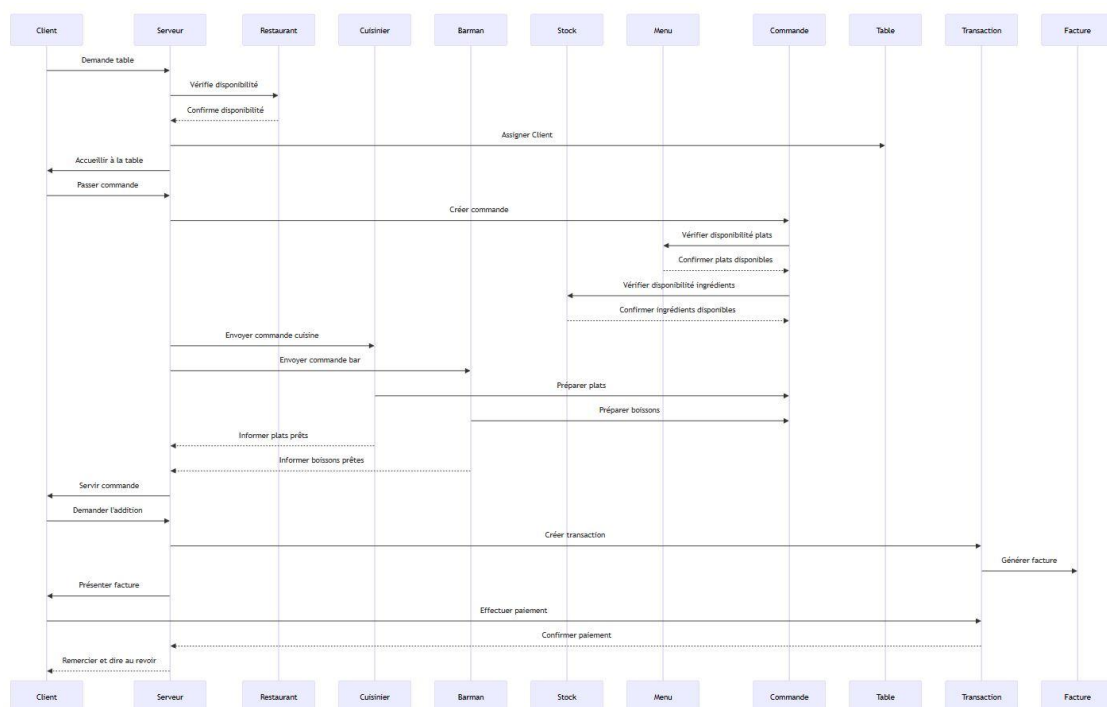 Client Serveur Restaurant Cuisinier Barman Stock Menu Commande Table Transaction Facture
Demande table
Vérifie disponibilité
Confirme disponibilité
Assigner Client
Accueillir à la table
Passer commande
Créer commande
Vérifier disponibilité plats
Confirmer plats disponibles
Vérifier disponibilité ingrédients
Confirmer ingrédients disponibles
Envoyer commande cuisine
Envoyer commande bar
Préparer plats
Préparer boissons
Informer plats prêts
Informer boissons prêtes
Servir commande
Demander l'addition
Créer transaction
Générer facture
Présenter facture
Effectuer paiement
Confirmer paiement
Remercier et dire au revoir
Client Serveur Restaurant Cuisinier Barman Stock Menu Commande Table Transaction Facture